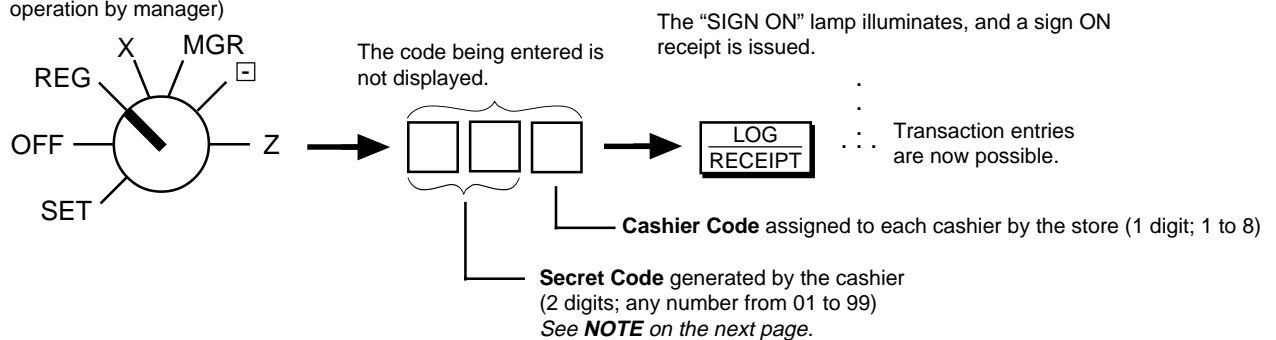 operation by manager)
The “SIGN ON” lamp illuminates, and a sign ON
receipt is issued.
The code being entered is
not displayed.
X
MGR
REG
-
OFF
Z
SET
LOG
RECEIPT
Transaction entries
are now possible.
Cashier Code assigned to each cashier by the store (1 digit; 1 to 8)
Secret Code generated by the cashier
(2 digits; any number from 01 to 99)
See NOTE on the next page.